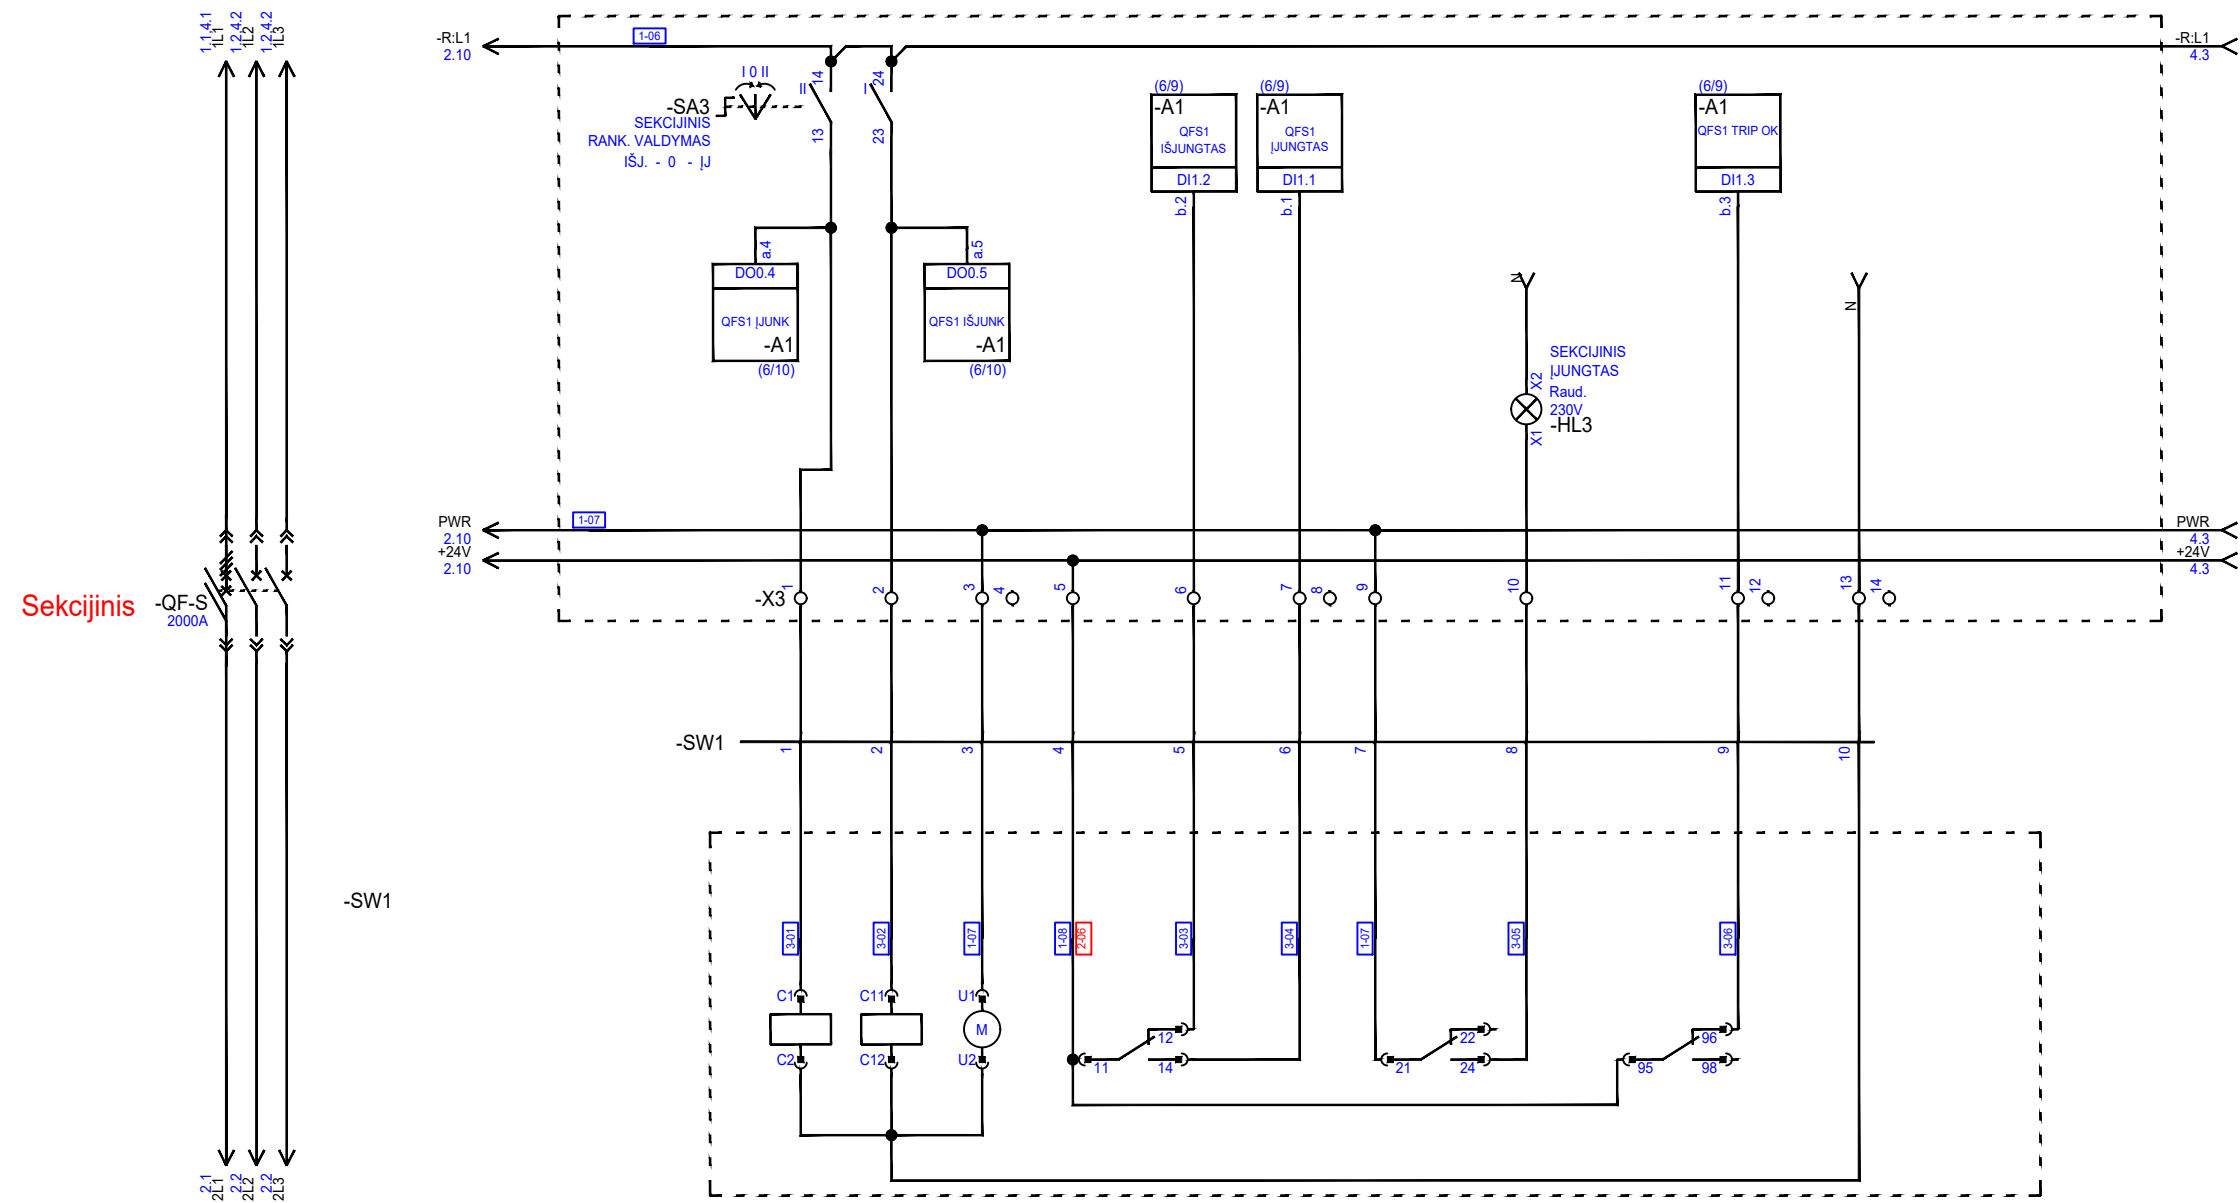 1.1,4.1
1L1
1.2,4.2
1L2
1.2,4.2
1L3
-R:L1
2.10
1-06
-R:L1
4.3
I 0 II
-SA3
SEKCIJINIS
RANK. VALDYMAS
IŠJ. - 0 - ĮJ
II
14
13
I
24
23
(6/9)
-A1
QFS1
IŠJUNGTAS
DI1.2
b.2
(6/9)
-A1
QFS1
ĮJUNGTAS
DI1.1
b.1
(6/9)
-A1
QFS1 TRIP OK
DI1.3
b.3
a.4
DO0.4
QFS1 ĮJUNK
-A1
(6/10)
a.5
DO0.5
QFS1 IŠJUNK
-A1
(6/10)
N
N
SEKCIJINIS
ĮJUNGTAS
Raud.
230V
-HL3
X2
X1
PWR
2.10
1-07
PWR
4.3
+24V
2.10
+24V
4.3
Sekcijinis
-QF-S
2000A
-X3
1
2
3
4
5
6
7
8
9
10
11
12
13
14
-SW1
1
2
3
4
5
6
7
8
9
10
-SW1
3-01
3-02
1-07
1-08
2-06
3-03
3-04
1-07
3-05
3-06
C1
C2
C11
C12
U1
M
U2
11
12
14
21
22
24
95
96
98
2.1
2L1
2.2
2L2
2.2
2L3